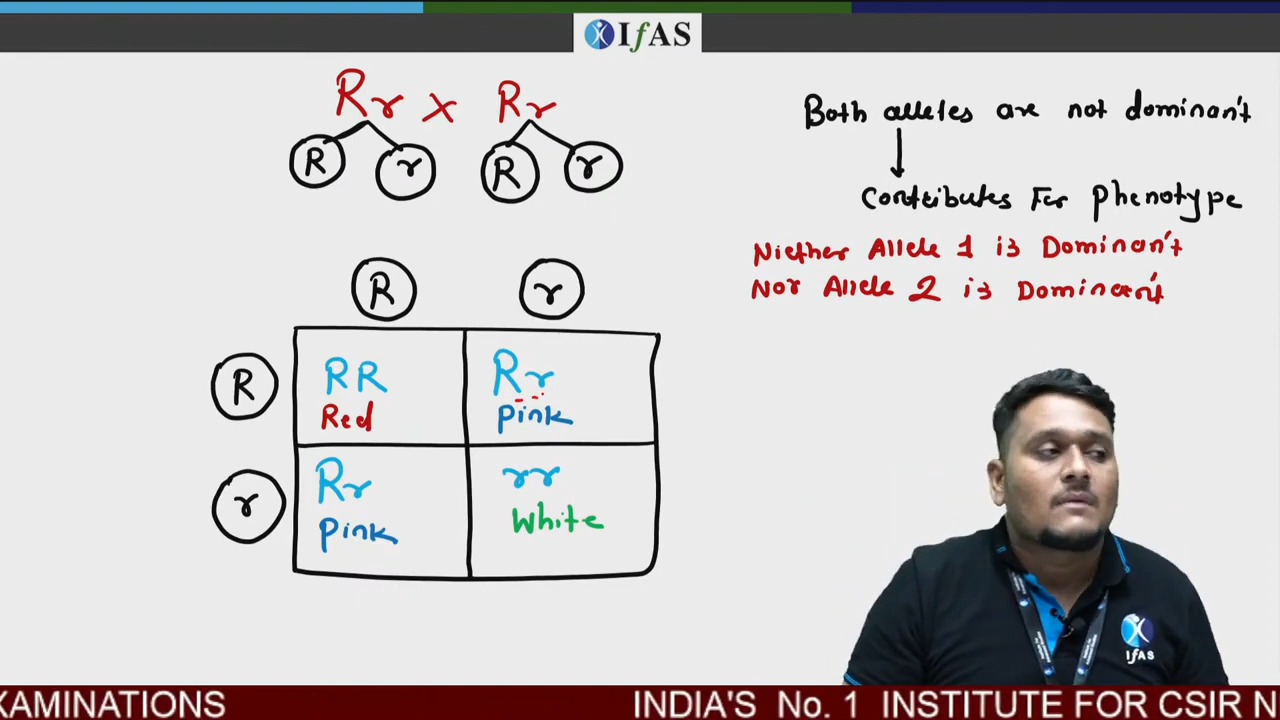 IfAS
Rr x Rr
R r R r
Both alleles are not dominant
Contributes For Phenotype
Niether Allele 1 is Dominant
Nor Allele 2 is Dominant
R r
R RR Rr
Red Pink
r Rr rr
Pink White
IfAS
XAMINATIONS INDIA'S No. 1 INSTITUTE FOR CSIR N